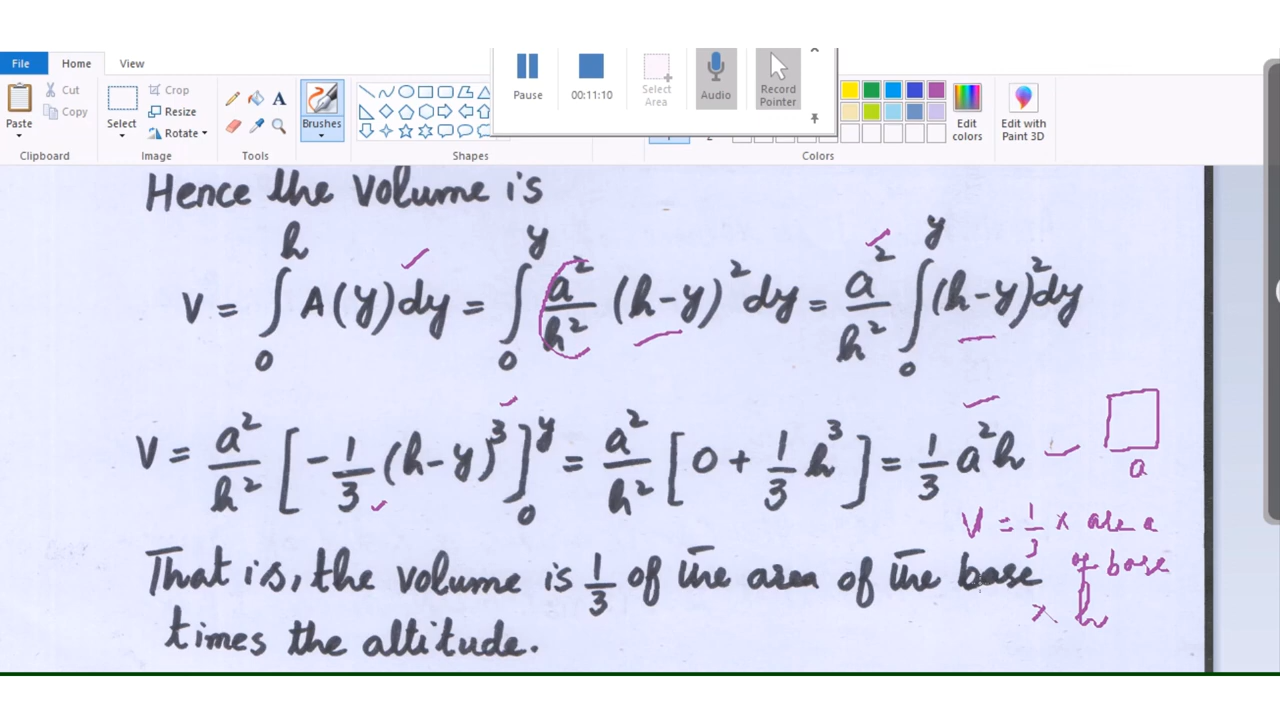 File Home View
Pause 00:11:10 Select Area Audio Record Pointer
Paste Cut Copy Select Crop Resize Rotate A Brushes Edit colors Edit with Paint 3D
Clipboard Image Tools Shapes Colors
Hence the volume is
V = ∫₀ʰ A(y)dy = ∫₀ʸ a²/h² (h-y)² dy = a²/h² ∫₀ʸ (h-y)² dy
V = a²/h² [-1/3 (h-y)³]₀ʸ = a²/h² [0 + 1/3 h³] = 1/3 a²h
a
V = 1/3 × area
of base
× h
That is, the volume is 1/3 of the area of the base
times the altitude.